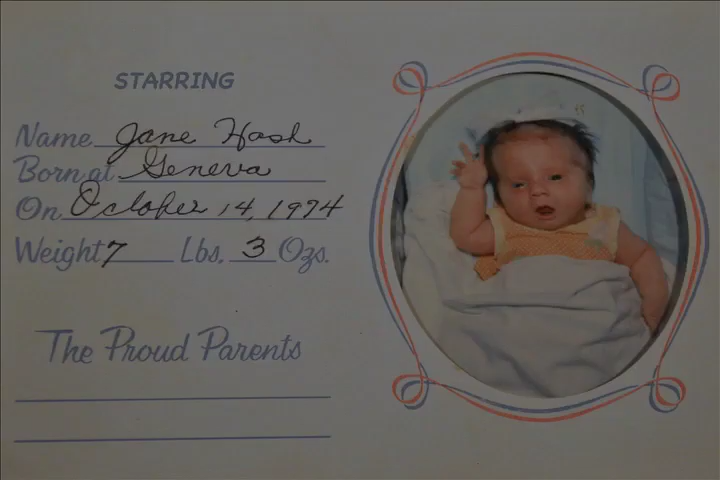 STARRING
Name Jane Hash
Born at Geneva
On October 14, 1974
Weight 7 Lbs. 3 Ozs.
The Proud Parents